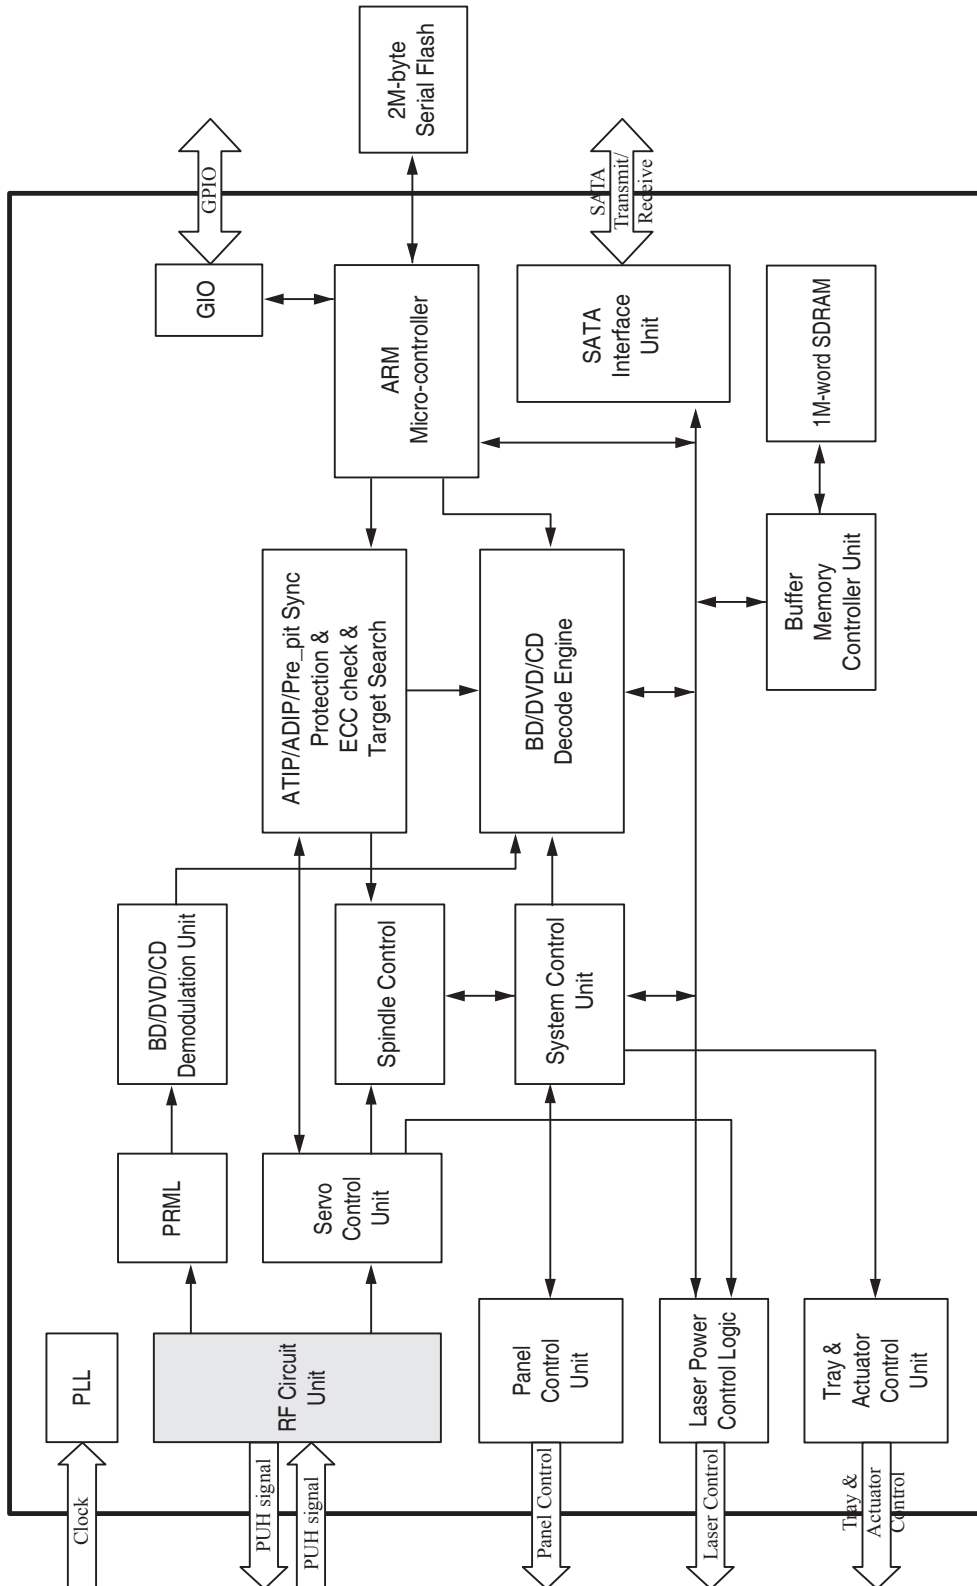 Clock
PUH signal
PUH signal
Panel Control
Laser Control
Tray &
Actuator
Control
PLL
RF Circuit
Unit
Panel
Control
Unit
Laser Power
Control Logic
Tray &
Actuator
Control
Unit
PRML
Servo
Control
Unit
BD/DVD/CD
Demodulation Unit
Spindle Control
System Control
Unit
ATIP/ADIP/Pre_pit Sync
Protection &
ECC check &
Target Search
BD/DVD/CD
Decode Engine
Buffer
Memory
Controller Unit
GIO
ARM
Micro-controller
SATA
Interface
Unit
1M-word SDRAM
GPIO
2M-byte
Serial Flash
SATA
Transmit/
Receive